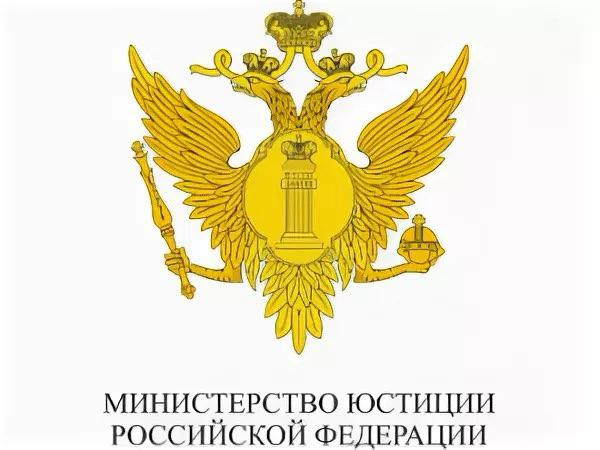 МИНИСТЕРСТВО ЮСТИЦИИ
РОССИЙСКОЙ ФЕДЕРАЦИИ